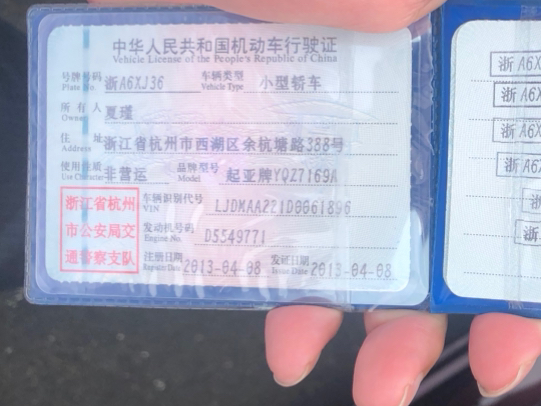 中华人民共和国机动车行驶证
Vehicle License of the People's Republic of China
号牌号码 浙A6XJ36 车辆类型 小型轿车
Plate No. Vehicle Type
所有人 夏瑾
Owner
住址 浙江省杭州市西湖区余杭塘路388号
Address
使用性质 非营运 品牌型号 起亚牌YQZ7169A
Use Character Model
浙江省杭州
市公安局交
通警察支队
车辆识别代号 LJDMAA221D0061896
VIN
发动机号码 D5549771
Engine No.
注册日期 2013-04-08 发证日期 2013-04-08
Register Date Issue Date
浙A6X
浙A6X
浙A6X
浙A6X
浙
浙